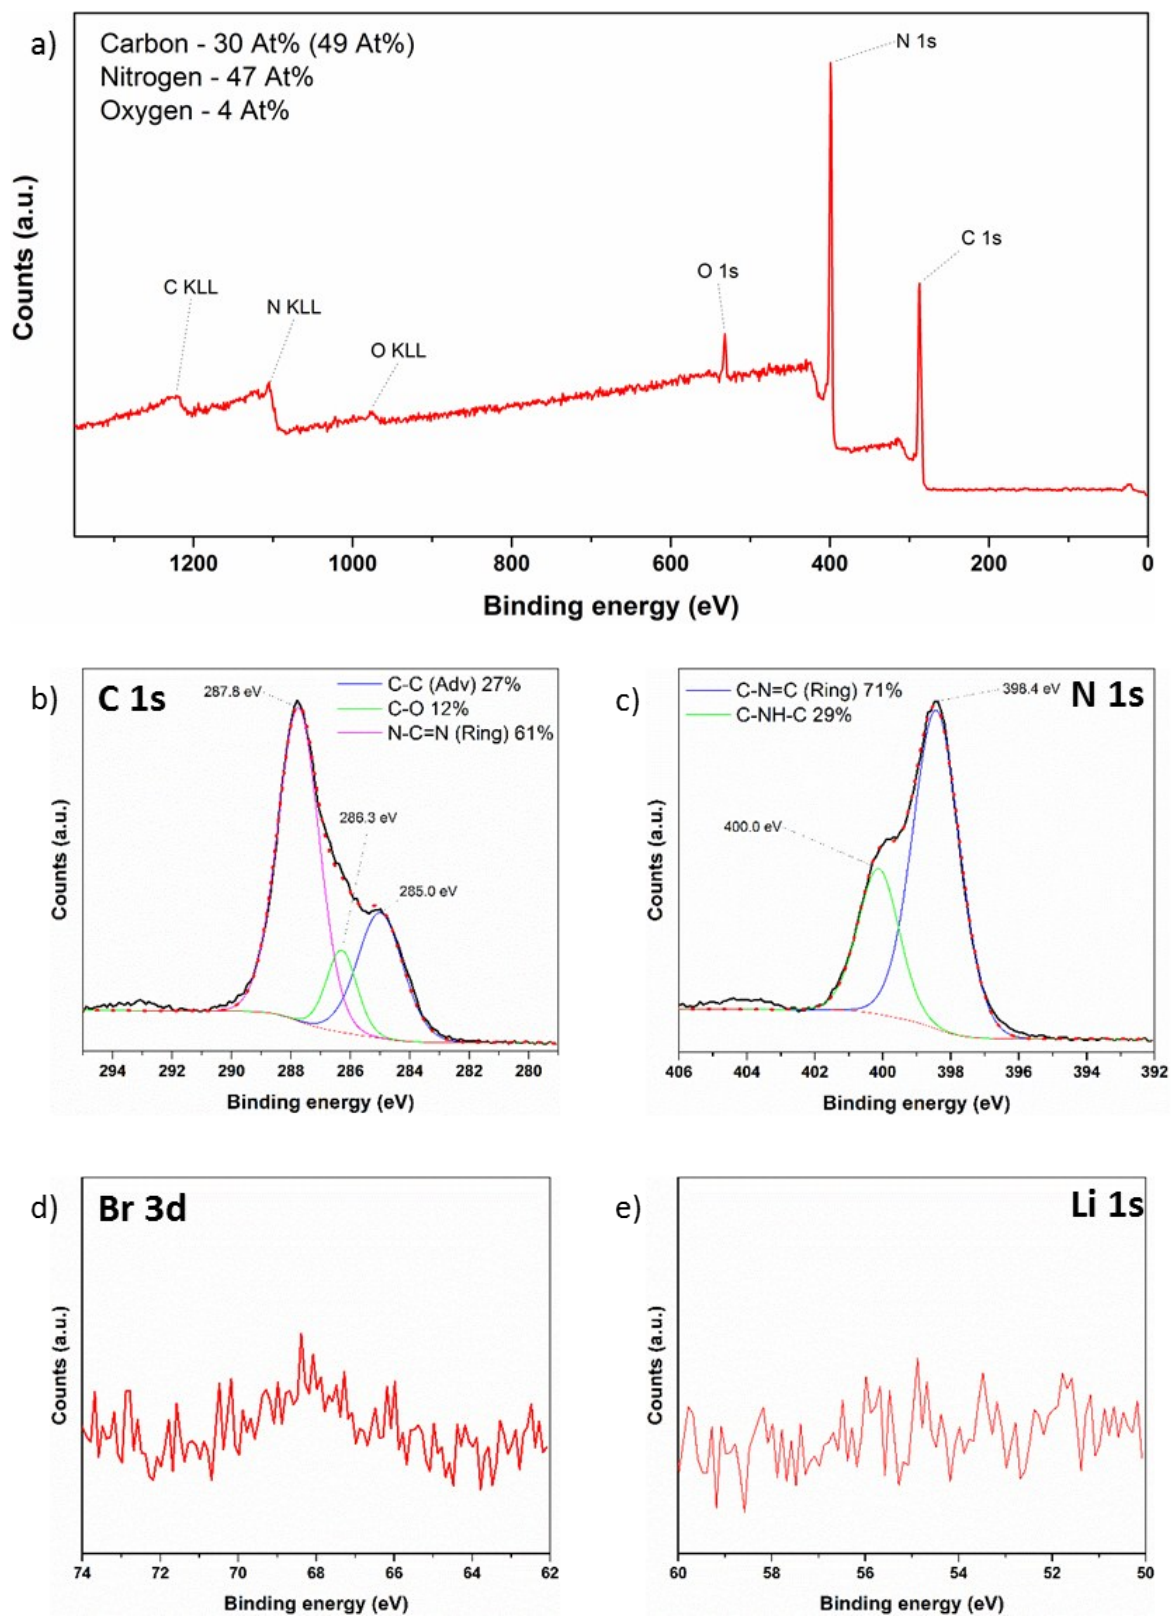 a)
Carbon - 30 At% (49 At%)
Nitrogen - 47 At%
Oxygen - 4 At%
N 1s
C 1s
O 1s
C KLL
N KLL
O KLL
Counts (a.u.)
1200 1000 800 600 400 200 0
Binding energy (eV)
b)
C 1s
287.8 eV
C-C (Adv) 27%
C-O 12%
N-C=N (Ring) 61%
286.3 eV
285.0 eV
Counts (a.u.)
294 292 290 288 286 284 282 280
Binding energy (eV)
c)
N 1s
C-N=C (Ring) 71%
C-NH-C 29%
398.4 eV
400.0 eV
Counts (a.u.)
406 404 402 400 398 396 394 392
Binding energy (eV)
d)
Br 3d
Counts (a.u.)
74 72 70 68 66 64 62
Binding energy (eV)
e)
Li 1s
Counts (a.u.)
60 58 56 54 52 50
Binding energy (eV)